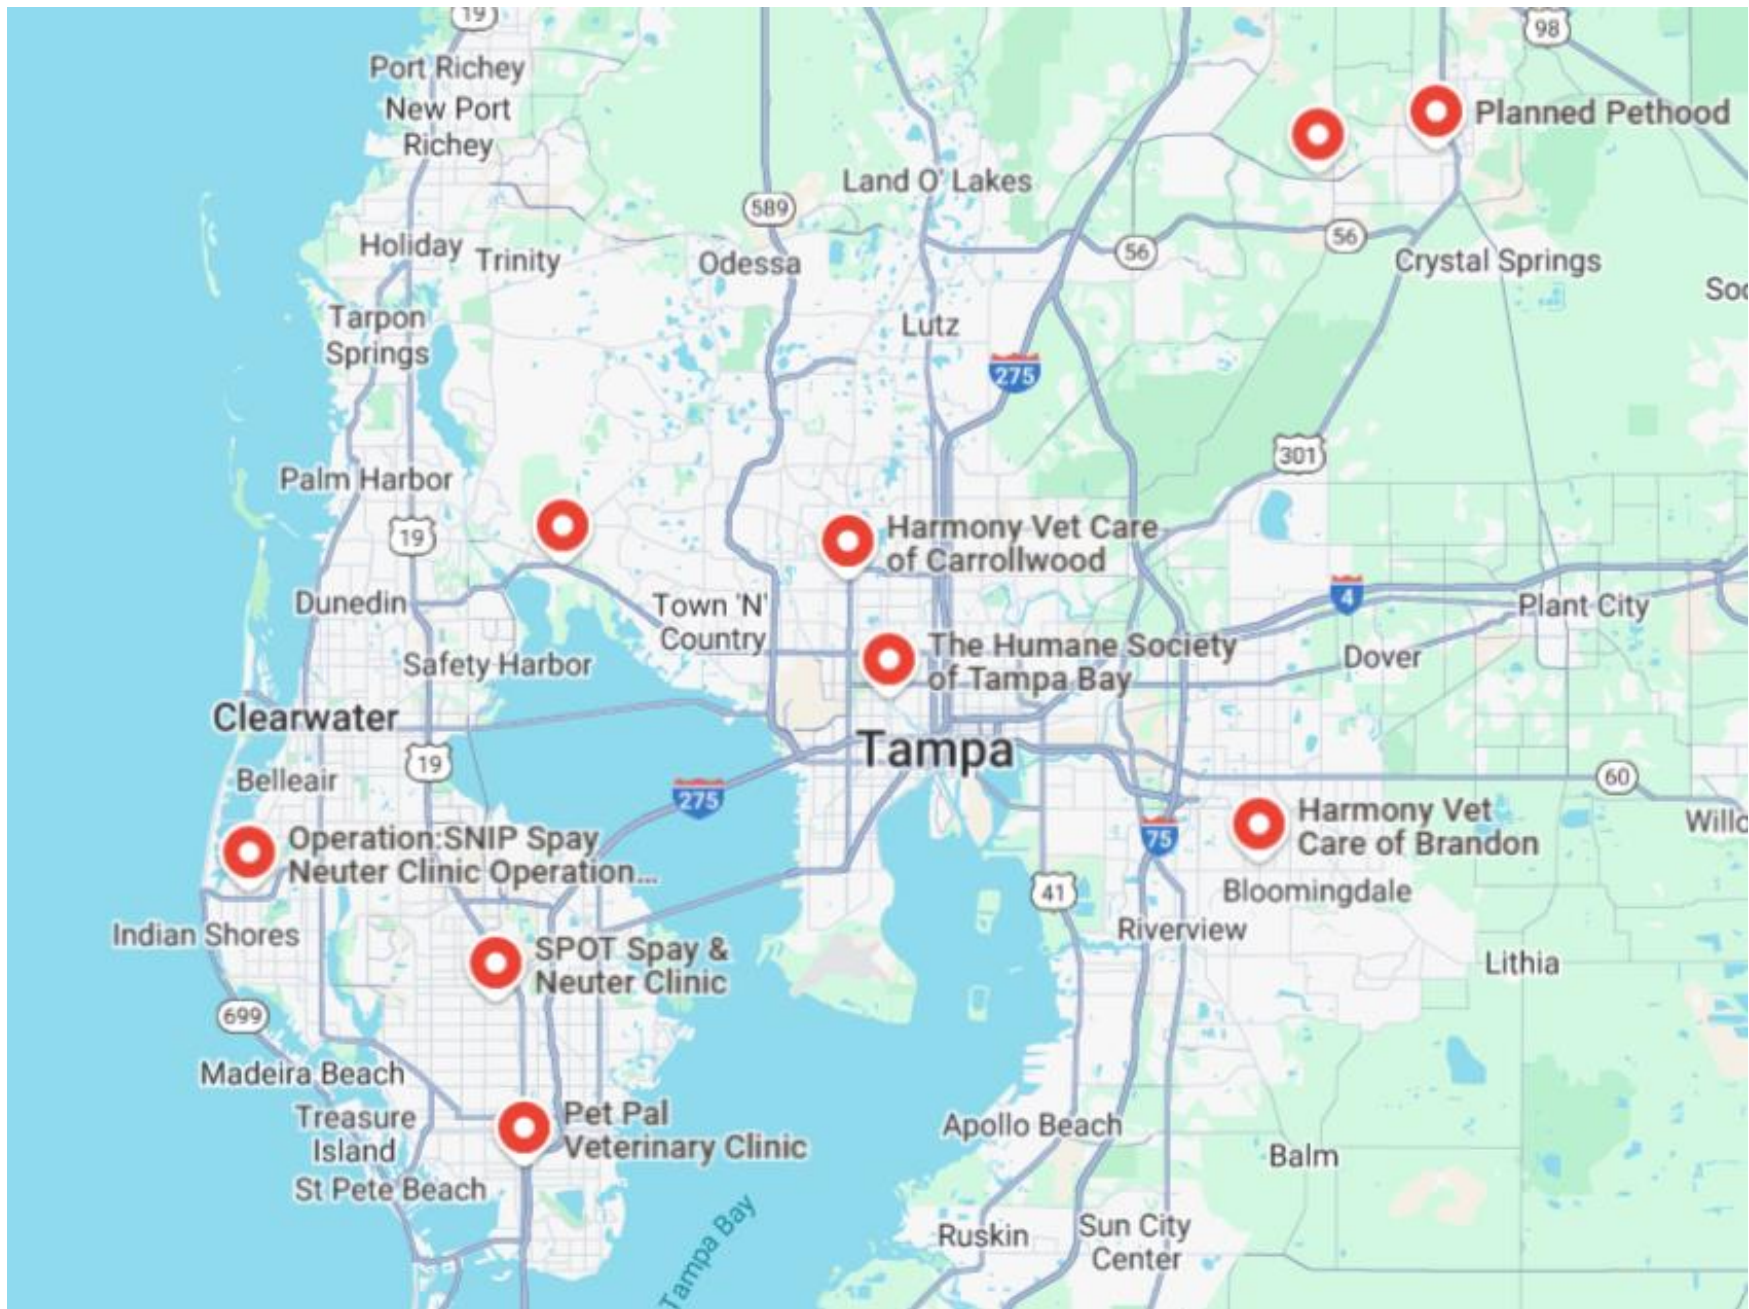 19
98
Port Richey
New Port
Richey
Planned Pethood
Land O' Lakes
589
56
56
Holiday
Trinity
Odessa
Crystal Springs
Soc
Tarpon
Springs
Lutz
275
301
Palm Harbor
19
Harmony Vet Care
of Carrollwood
Dunedin
Town 'N'
Country
4
Plant City
The Humane Society
of Tampa Bay
Dover
Safety Harbor
Clearwater
Tampa
19
Belleair
275
60
Harmony Vet
Care of Brandon
Willo
75
Operation:SNIP Spay
Neuter Clinic Operation...
41
Bloomingdale
Indian Shores
Riverview
SPOT Spay &
Neuter Clinic
Lithia
699
Madeira Beach
Treasure
Island
Pet Pal
Veterinary Clinic
Apollo Beach
Balm
St Pete Beach
Tampa Bay
Ruskin
Sun City
Center